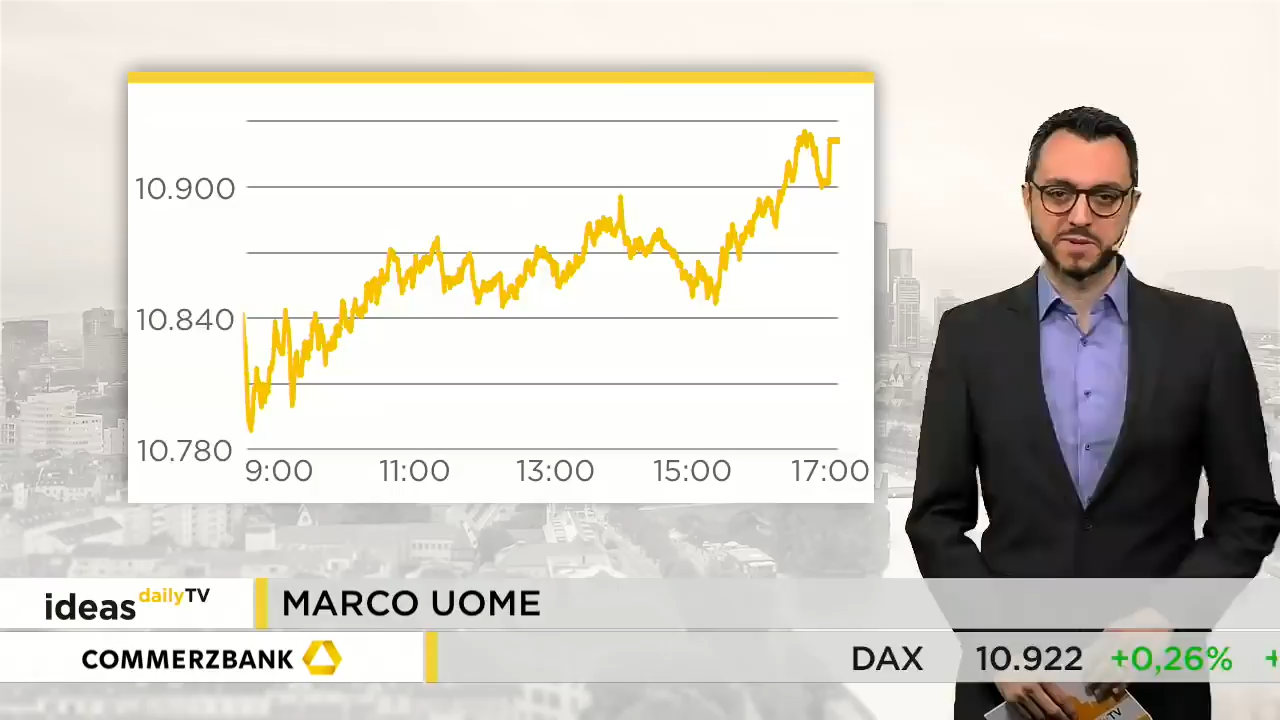 10.900
10.840
10.780
9:00 11:00 13:00 15:00 17:00
ideas dailyTV
MARCO UOME
COMMERZBANK
DAX 10.922 +0,26% +
TV